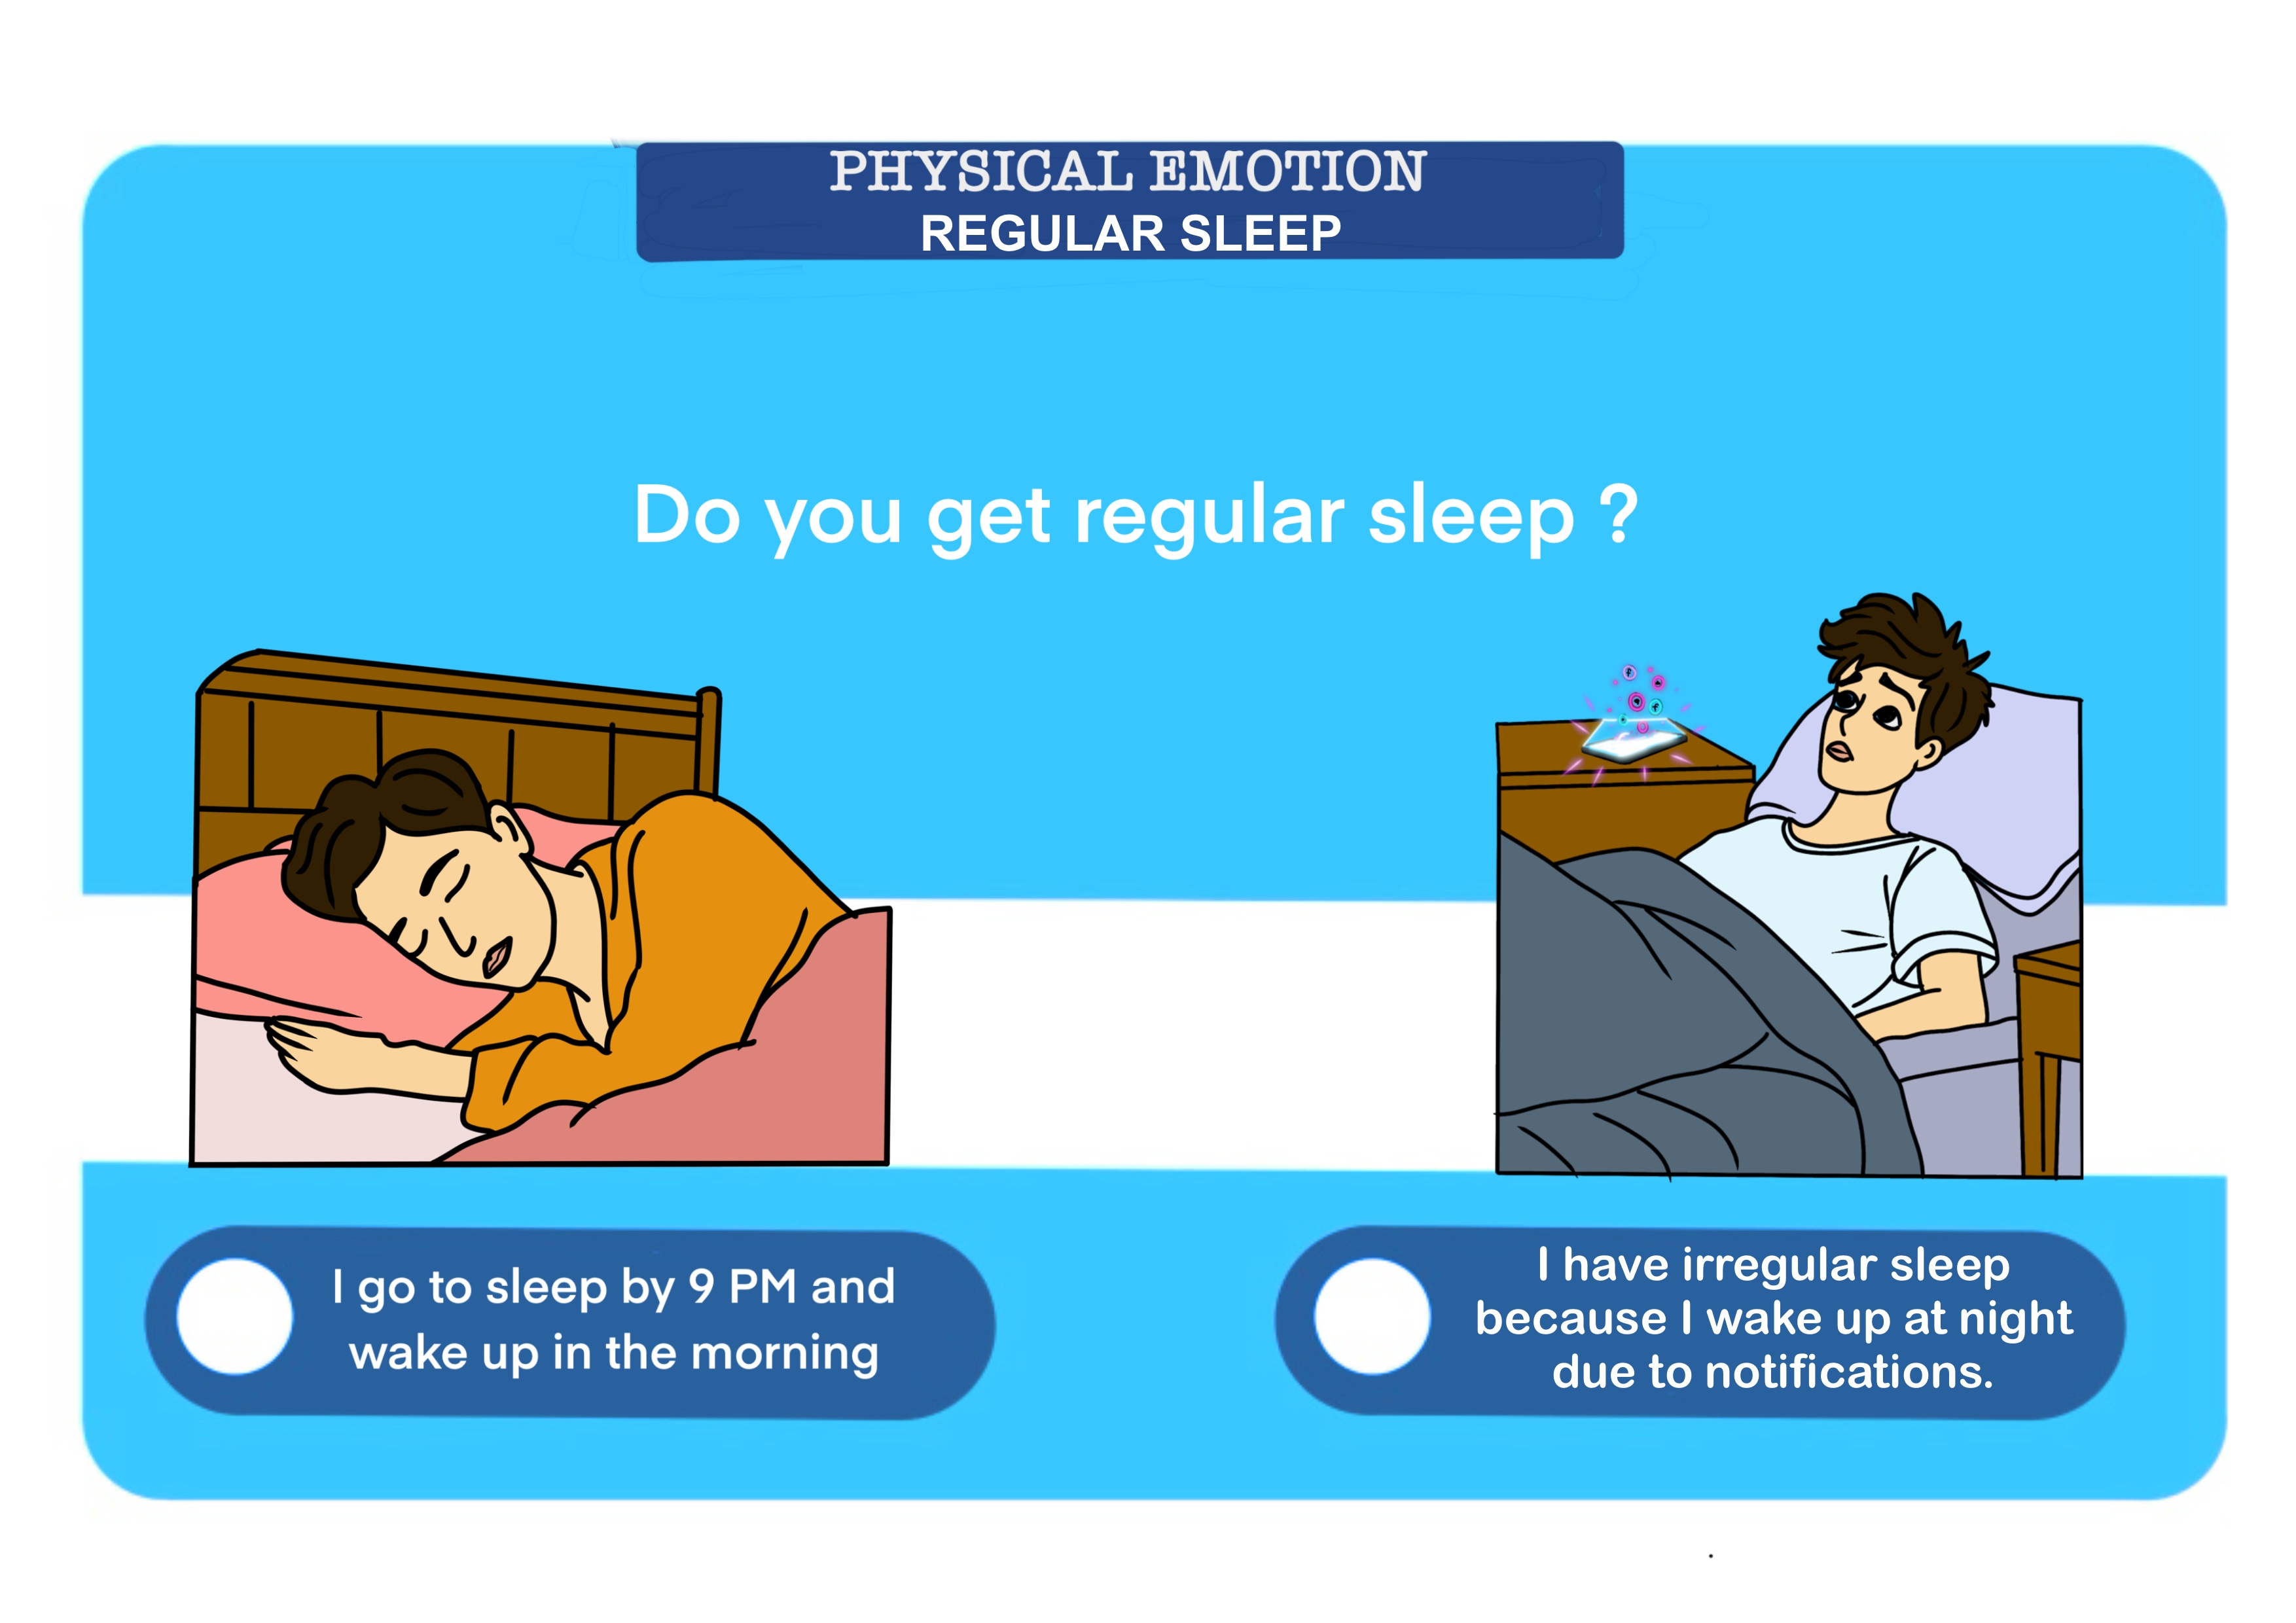 PHYSICAL EMOTION
REGULAR SLEEP
Do you get regular sleep ?
I go to sleep by 9 PM and
wake up in the morning
I have irregular sleep
because I wake up at night
due to notifications.